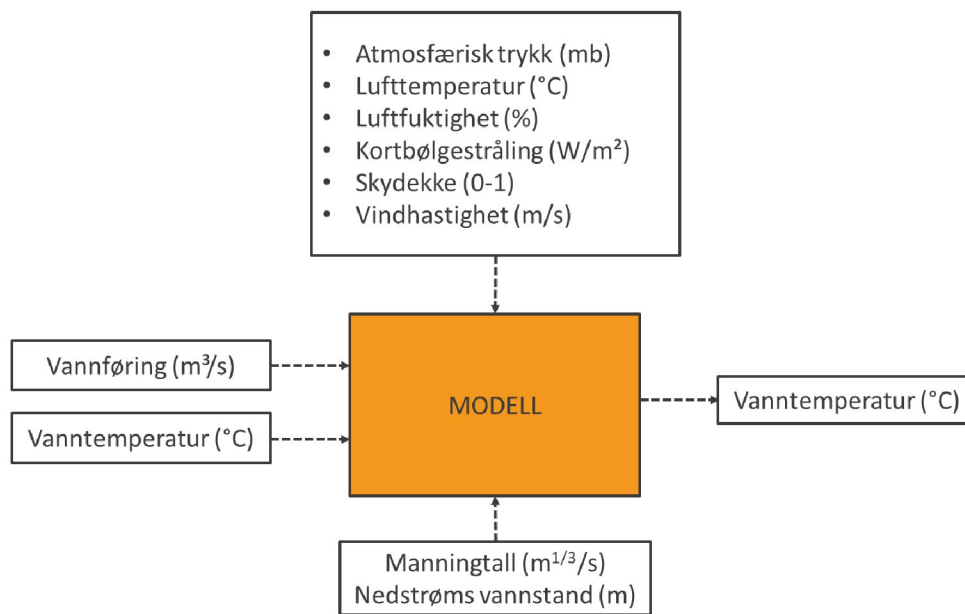 • Atmosfærisk trykk (mb)
• Lufttemperatur (°C)
• Luftfuktighet (%)
• Kortbølgestråling (W/m²)
• Skydekke (0-1)
• Vindhastighet (m/s)
Vannføring (m³/s)
Vanntemperatur (°C)
MODELL
Vanntemperatur (°C)
Manningtall (m^{1/3}/s)
Nedstrøms vannstand (m)